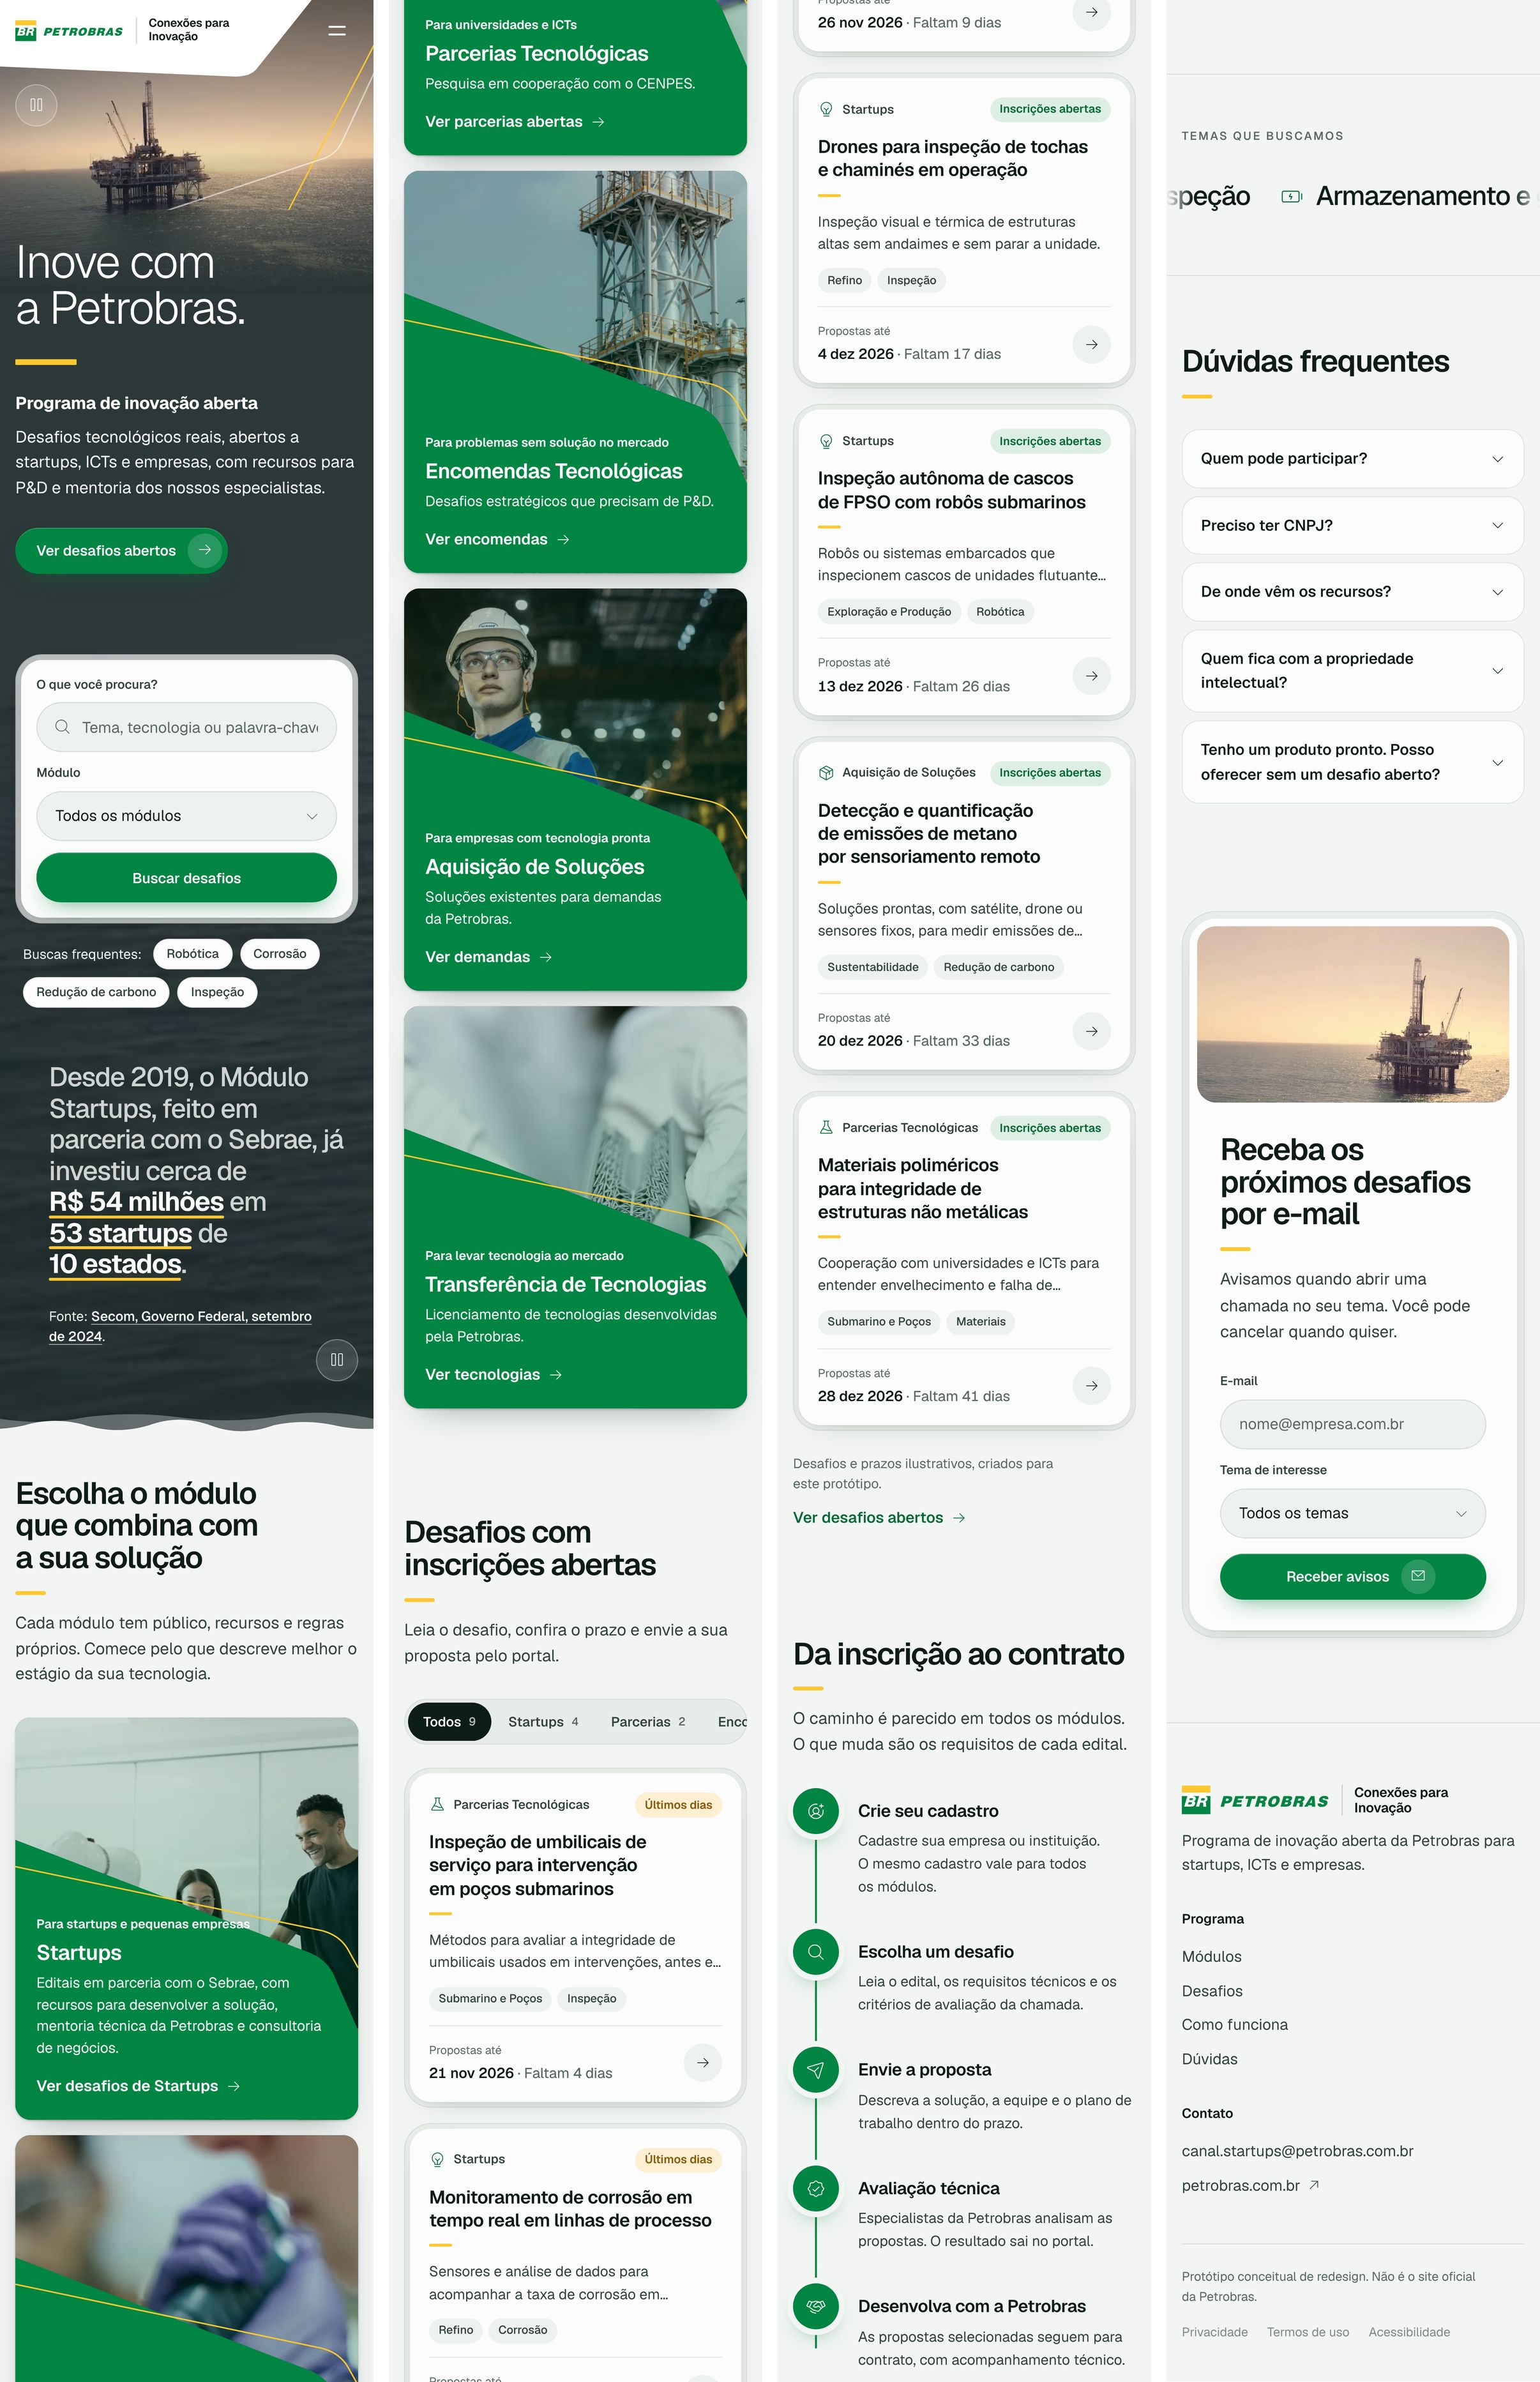 BR PETROBRAS
Conexões para
Inovação
Inove com
a Petrobras.
Programa de inovação aberta
Desafios tecnológicos reais, abertos a
startups, ICTs e empresas, com recursos para
P&D e mentoria dos nossos especialistas.
Ver desafios abertos
O que você procura?
Tema, tecnologia ou palavra-chav
Módulo
Todos os módulos
Buscar desafios
Buscas frequentes: Robótica Corrosão
Redução de carbono Inspeção
Desde 2019, o Módulo
Startups, feito em
parceria com o Sebrae, já
investiu cerca de
R$ 54 milhões em
53 startups de
10 estados.
Fonte: Secom, Governo Federal, setembro
de 2024.
Escolha o módulo
que combina com
a sua solução
Cada módulo tem público, recursos e regras
próprios. Comece pelo que descreve melhor o
estágio da sua tecnologia.
Para startups e pequenas empresas
Startups
Editais em parceria com o Sebrae, com
recursos para desenvolver a solução,
mentoria técnica da Petrobras e consultoria
de negócios.
Ver desafios de Startups
Para universidades e ICTs
Parcerias Tecnológicas
Pesquisa em cooperação com o CENPES.
Ver parcerias abertas
Para problemas sem solução no mercado
Encomendas Tecnológicas
Desafios estratégicos que precisam de P&D.
Ver encomendas
Para empresas com tecnologia pronta
Aquisição de Soluções
Soluções existentes para demandas
da Petrobras.
Ver demandas
Para levar tecnologia ao mercado
Transferência de Tecnologias
Licenciamento de tecnologias desenvolvidas
pela Petrobras.
Ver tecnologias
Desafios com
inscrições abertas
Leia o desafio, confira o prazo e envie a sua
proposta pelo portal.
Todos 9 Startups 4 Parcerias 2 Enco
Parcerias Tecnológicas Últimos dias
Inspeção de umbilicais de
serviço para intervenção
em poços submarinos
Métodos para avaliar a integridade de
umbilicais usados em intervenções, antes e…
Submarino e Poços Inspeção
Propostas até
21 nov 2026 · Faltam 4 dias
Startups Últimos dias
Monitoramento de corrosão em
tempo real em linhas de processo
Sensores e análise de dados para
acompanhar a taxa de corrosão em…
Refino Corrosão
Propostas até
26 nov 2026 · Faltam 9 dias
Startups Inscrições abertas
Drones para inspeção de tochas
e chaminés em operação
Inspeção visual e térmica de estruturas
altas sem andaimes e sem parar a unidade.
Refino Inspeção
Propostas até
4 dez 2026 · Faltam 17 dias
Startups Inscrições abertas
Inspeção autônoma de cascos
de FPSO com robôs submarinos
Robôs ou sistemas embarcados que
inspecionem cascos de unidades flutuante…
Exploração e Produção Robótica
Propostas até
13 dez 2026 · Faltam 26 dias
Aquisição de Soluções Inscrições abertas
Detecção e quantificação
de emissões de metano
por sensoriamento remoto
Soluções prontas, com satélite, drone ou
sensores fixos, para medir emissões de…
Sustentabilidade Redução de carbono
Propostas até
20 dez 2026 · Faltam 33 dias
Parcerias Tecnológicas Inscrições abertas
Materiais poliméricos
para integridade de
estruturas não metálicas
Cooperação com universidades e ICTs para
entender envelhecimento e falha de…
Submarino e Poços Materiais
Propostas até
28 dez 2026 · Faltam 41 dias
Desafios e prazos ilustrativos, criados para
este protótipo.
Ver desafios abertos
Da inscrição ao contrato
O caminho é parecido em todos os módulos.
O que muda são os requisitos de cada edital.
Crie seu cadastro
Cadastre sua empresa ou instituição.
O mesmo cadastro vale para todos
os módulos.
Escolha um desafio
Leia o edital, os requisitos técnicos e os
critérios de avaliação da chamada.
Envie a proposta
Descreva a solução, a equipe e o plano de
trabalho dentro do prazo.
Avaliação técnica
Especialistas da Petrobras analisam as
propostas. O resultado sai no portal.
Desenvolva com a Petrobras
As propostas selecionadas seguem para
contrato, com acompanhamento técnico.
TEMAS QUE BUSCAMOS
speção Armazenamento e
Dúvidas frequentes
Quem pode participar?
Preciso ter CNPJ?
De onde vêm os recursos?
Quem fica com a propriedade
intelectual?
Tenho um produto pronto. Posso
oferecer sem um desafio aberto?
Receba os
próximos desafios
por e-mail
Avisamos quando abrir uma
chamada no seu tema. Você pode
cancelar quando quiser.
E-mail
nome@empresa.com.br
Tema de interesse
Todos os temas
Receber avisos
BR PETROBRAS
Conexões para
Inovação
Programa de inovação aberta da Petrobras para
startups, ICTs e empresas.
Programa
Módulos
Desafios
Como funciona
Dúvidas
Contato
canal.startups@petrobras.com.br
petrobras.com.br
Protótipo conceitual de redesign. Não é o site oficial
da Petrobras.
Privacidade Termos de uso Acessibilidade